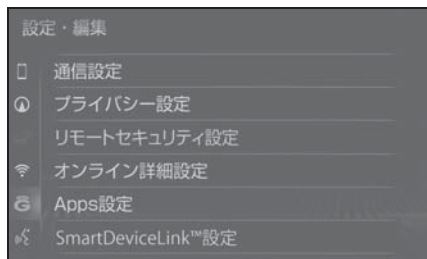 設定・編集
通信設定
プライバシー設定
リモートセキュリティ設定
オンライン詳細設定
Apps設定
SmartDeviceLink™設定